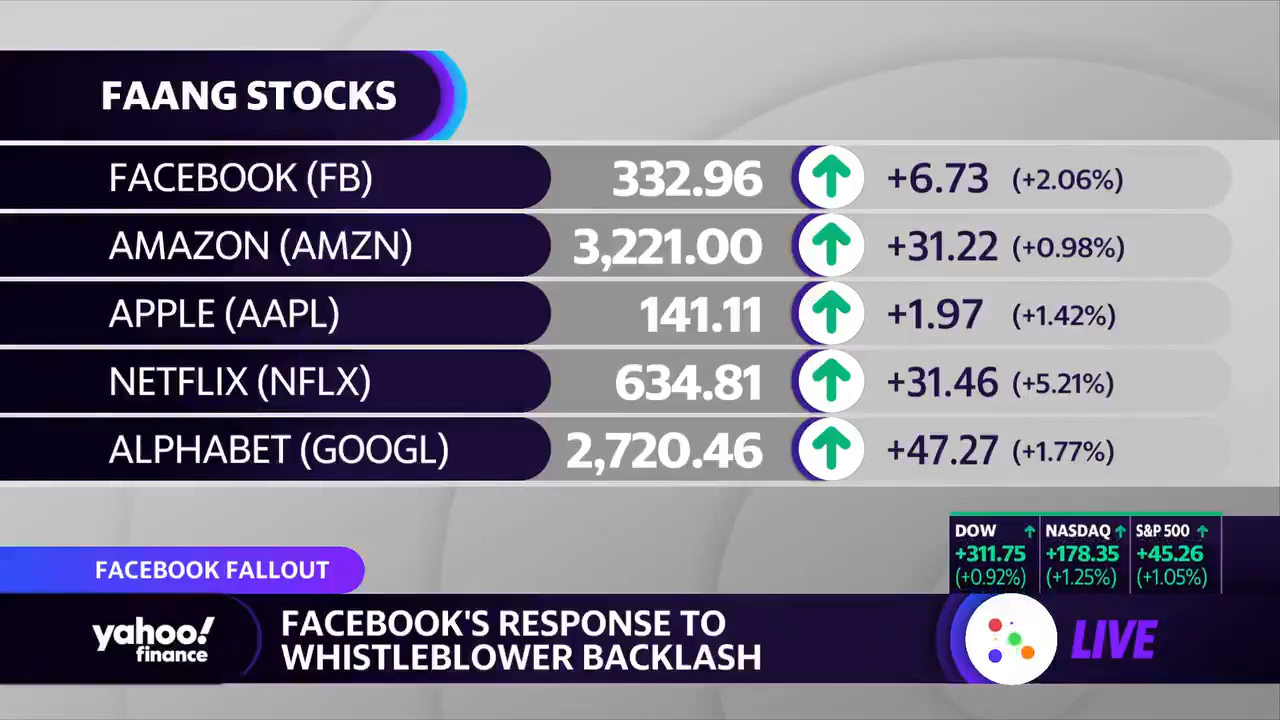 FAANG STOCKS
FACEBOOK (FB) 332.96 +6.73 (+2.06%)
AMAZON (AMZN) 3,221.00 +31.22 (+0.98%)
APPLE (AAPL) 141.11 +1.97 (+1.42%)
NETFLIX (NFLX) 634.81 +31.46 (+5.21%)
ALPHABET (GOOGL) 2,720.46 +47.27 (+1.77%)
DOW NASDAQ S&P 500
+311.75 +178.35 +45.26
(+0.92%) (+1.25%) (+1.05%)
FACEBOOK FALLOUT
yahoo!
finance
FACEBOOK'S RESPONSE TO
WHISTLEBLOWER BACKLASH
LIVE